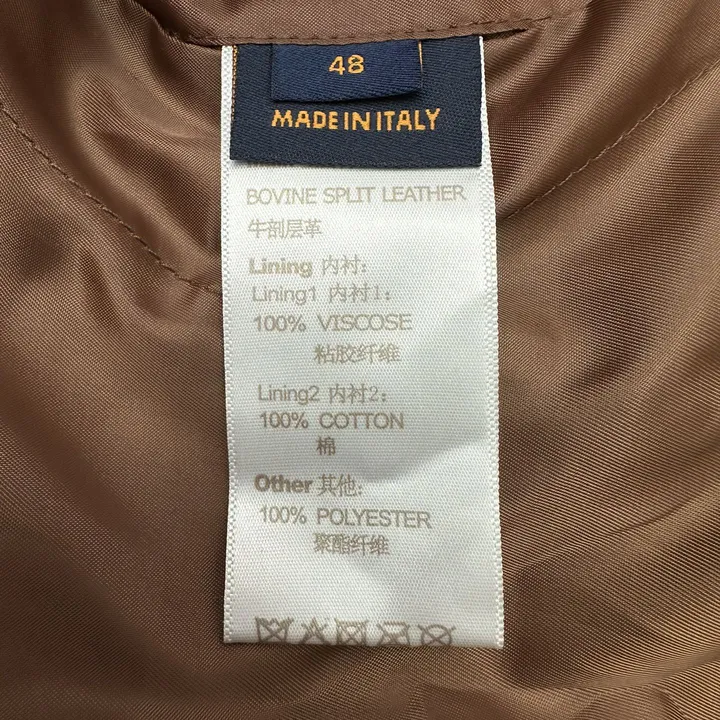 48
MADE IN ITALY
BOVINE SPLIT LEATHER
牛剖层革
Lining 内衬:
Lining1 内衬1:
100% VISCOSE
粘胶纤维
Lining2 内衬2:
100% COTTON
棉
Other 其他:
100% POLYESTER
聚酯纤维